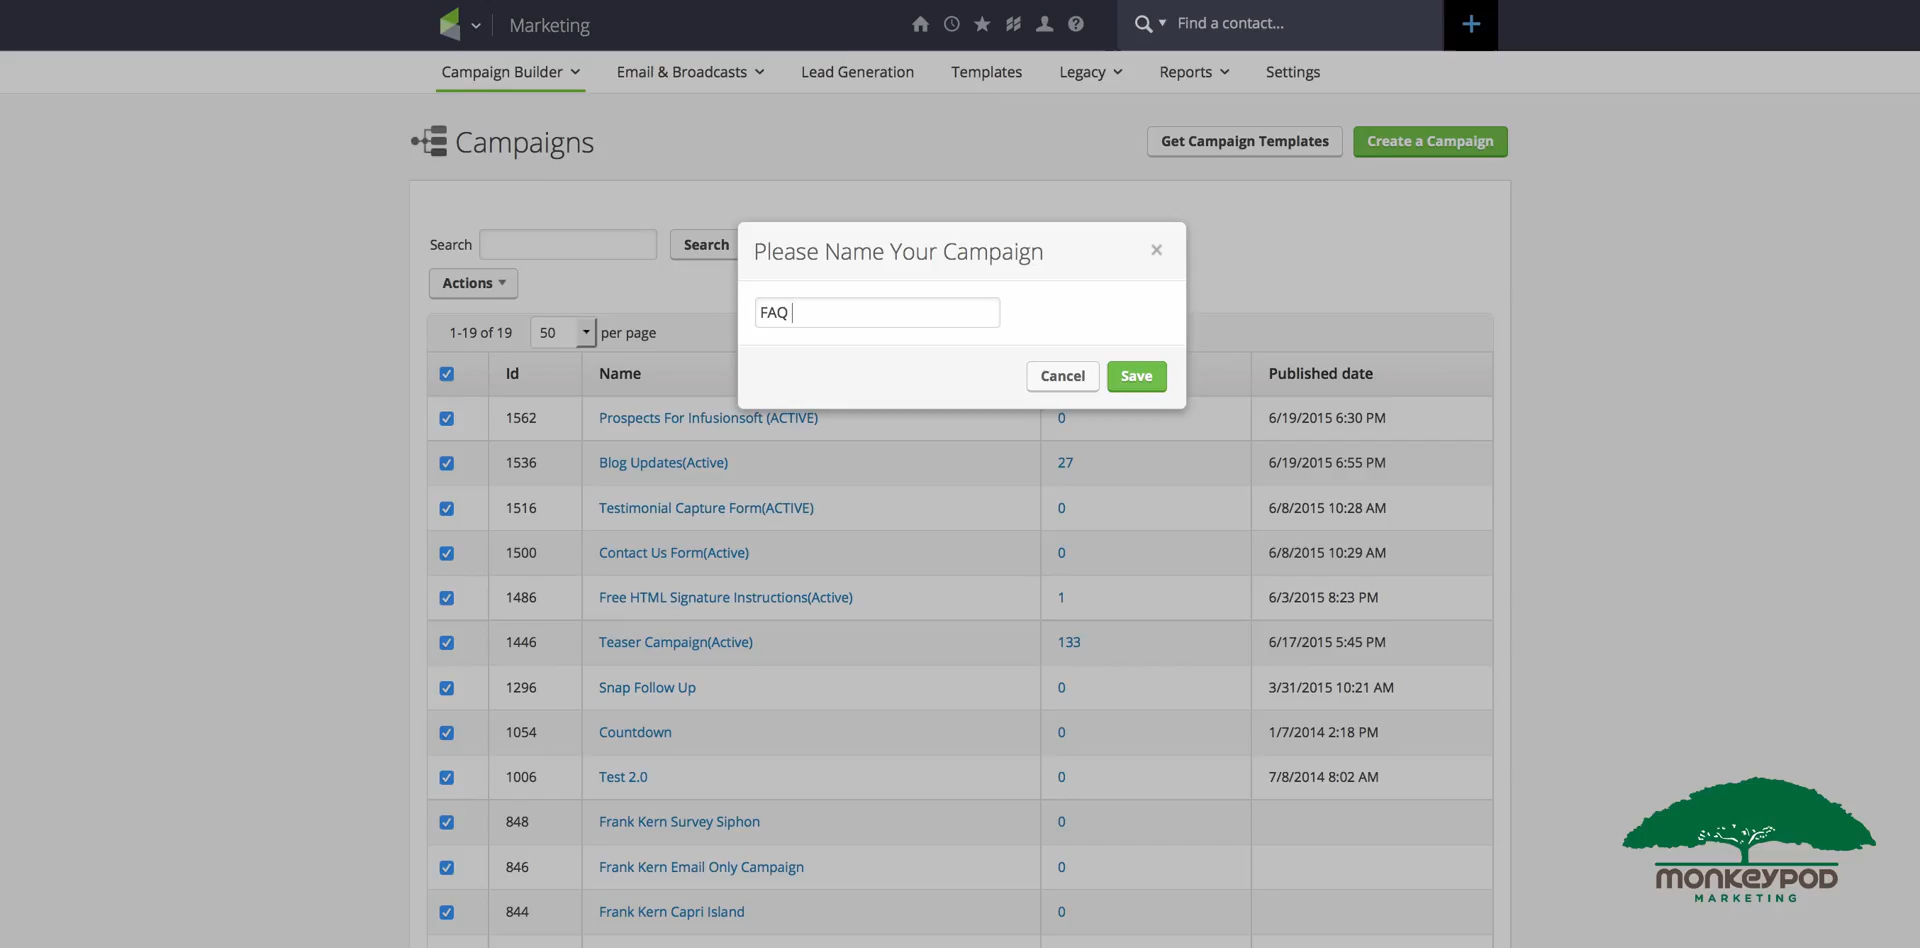 Marketing
Find a contact...
Campaign Builder Email & Broadcasts Lead Generation Templates Legacy Reports Settings
Campaigns
Get Campaign Templates Create a Campaign
Search Search
Please Name Your Campaign
×
Actions
FAQ
1-19 of 19 50 per page
Cancel Save
Id Name Published date
1562 Prospects For Infusionsoft (ACTIVE) 0 6/19/2015 6:30 PM
1536 Blog Updates(Active) 27 6/19/2015 6:55 PM
1516 Testimonial Capture Form(ACTIVE) 0 6/8/2015 10:28 AM
1500 Contact Us Form(Active) 0 6/8/2015 10:29 AM
1486 Free HTML Signature Instructions(Active) 1 6/3/2015 8:23 PM
1446 Teaser Campaign(Active) 133 6/17/2015 5:45 PM
1296 Snap Follow Up 0 3/31/2015 10:21 AM
1054 Countdown 0 1/7/2014 2:18 PM
1006 Test 2.0 0 7/8/2014 8:02 AM
848 Frank Kern Survey Siphon 0
846 Frank Kern Email Only Campaign 0
844 Frank Kern Capri Island 0
monkeypod
MARKETING